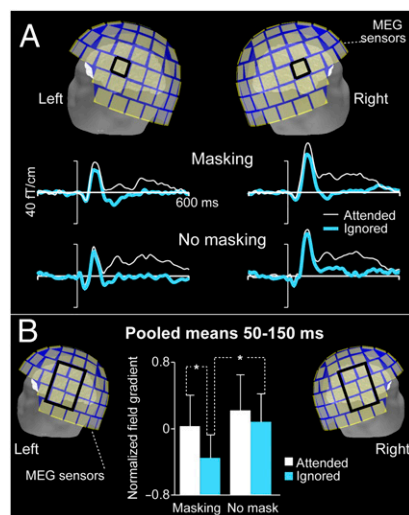 A
MEG
sensors
Left
Right
Masking
40 fT/cm
600 ms
Attended
Ignored
No masking
B
Pooled means 50-150 ms
Normalized field gradient
0.8
0
−0.8
*
*
Left
Right
MEG sensors
Attended
Ignored
Masking No mask